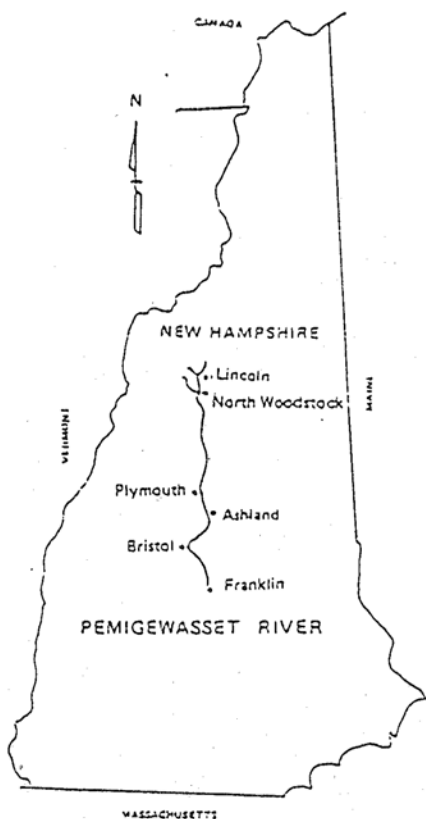 CANADA
N
NEW HAMPSHIRE
Lincoln
North Woodstock
VERMONT
MAINE
Plymouth
Ashland
Bristol
Franklin
PEMIGEWASSET RIVER
MASSACHUSETTS